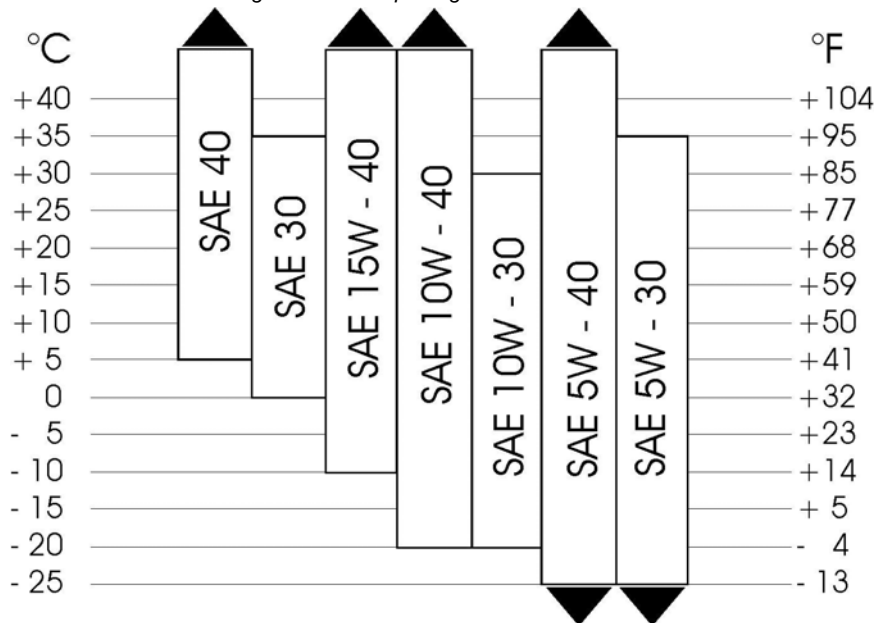 °C °F
+40 +104
+35 +95
+30 +85
+25 +77
+20 +68
+15 +59
+10 +50
+ 5 +41
0 +32
- 5 +23
- 10 +14
- 15 + 5
- 20 - 4
- 25 - 13
SAE 40
SAE 30
SAE 15W - 40
SAE 10W - 40
SAE 10W - 30
SAE 5W - 40
SAE 5W - 30